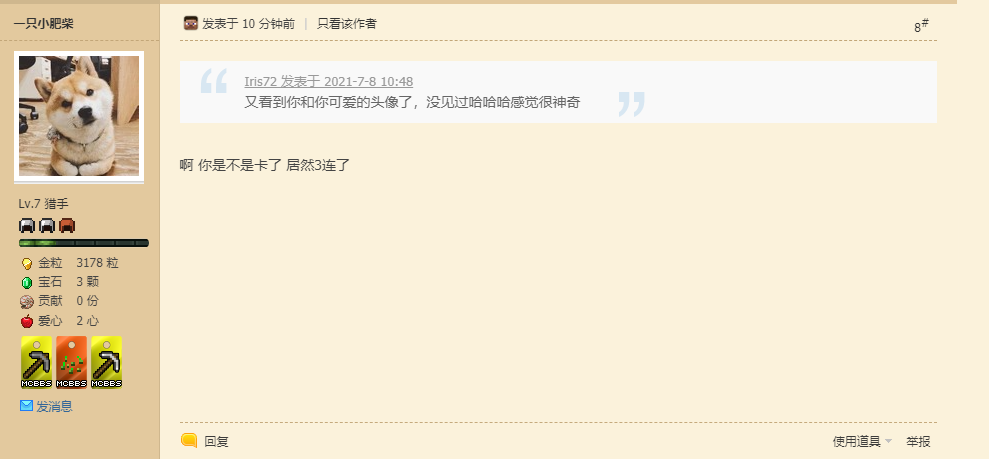 一只小肥柴
发表于 10 分钟前 | 只看该作者
8#
Iris72 发表于 2021-7-8 10:48
又看到你和你可爱的头像了，没见过哈哈哈感觉很神奇
啊 你是不是卡了 居然3连了
Lv.7 猎手
金粒 3178 粒
宝石 3 颗
贡献 0 份
爱心 2 心
MCBBS MCBBS MCBBS
发消息
回复
使用道具 举报